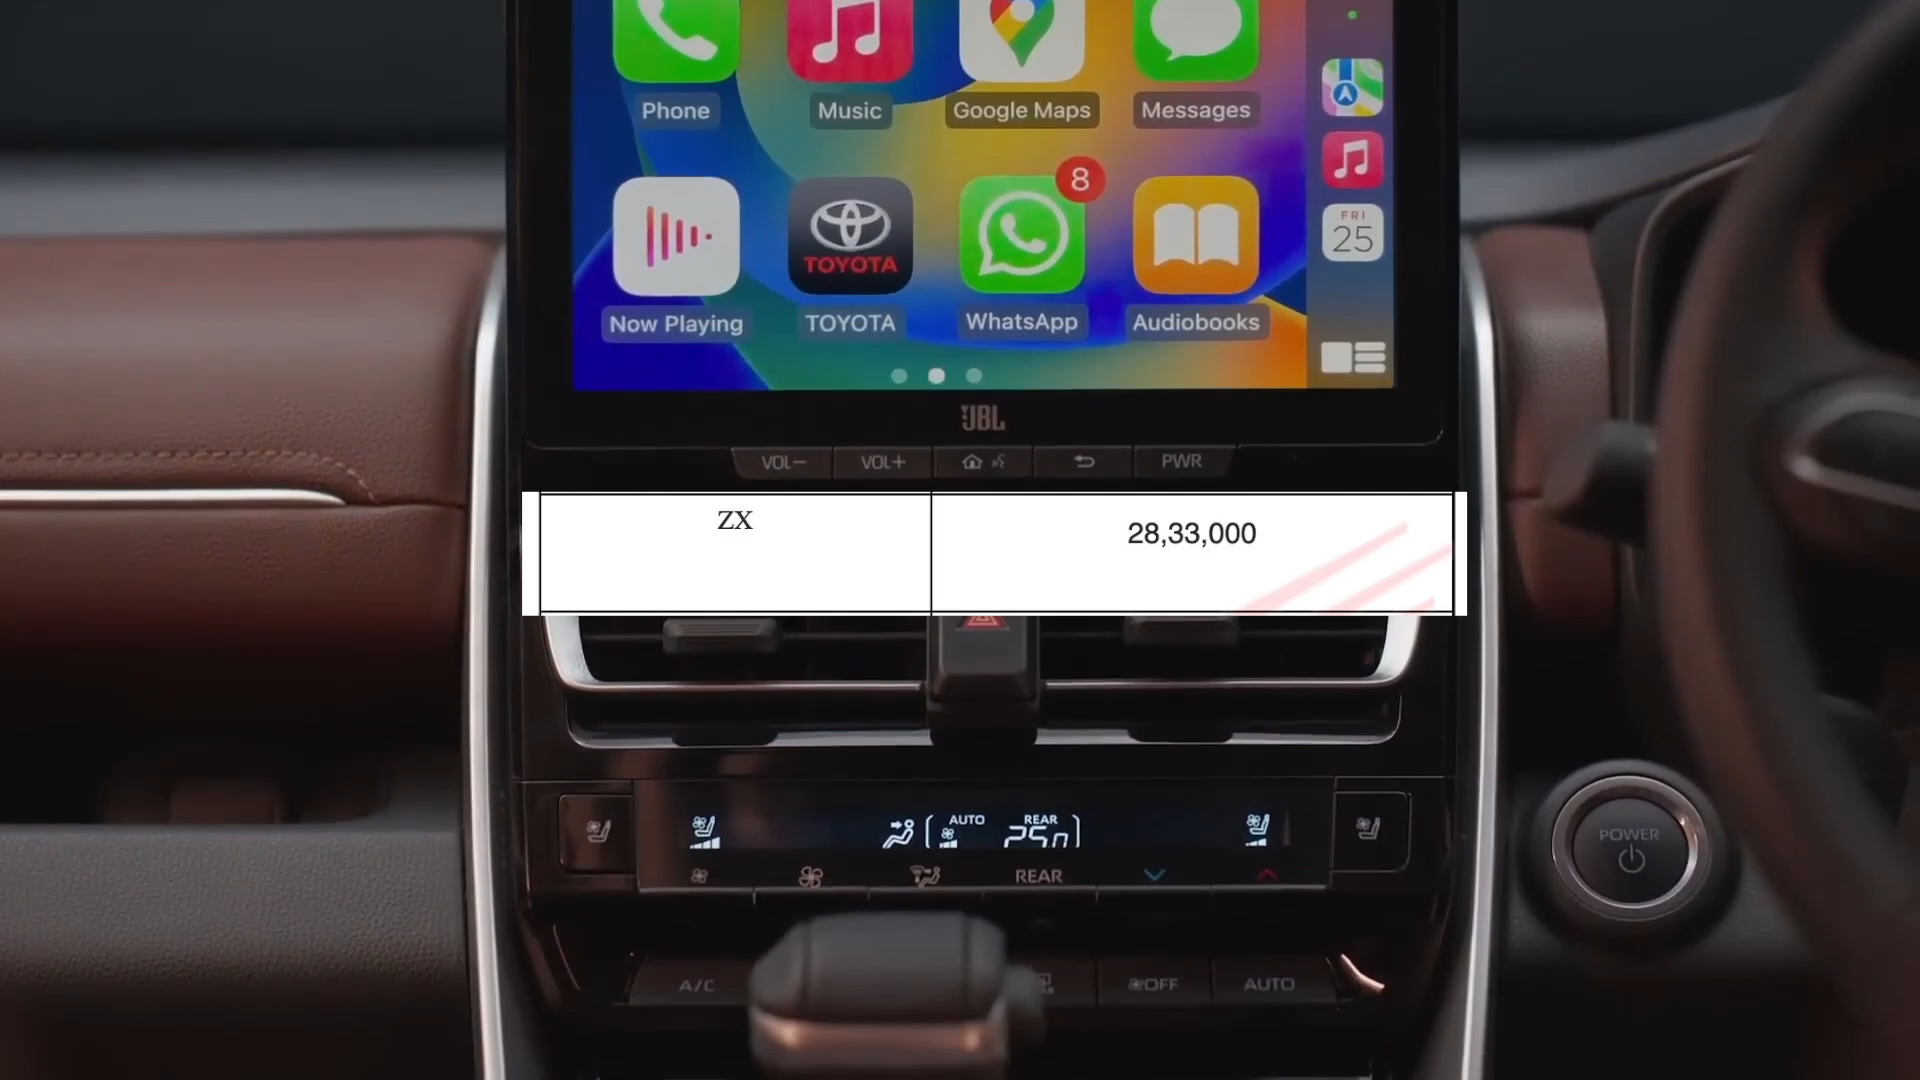 Phone
Music
Google Maps
Messages
8
TOYOTA
FRI
25
Now Playing
TOYOTA
WhatsApp
Audiobooks
JBL
VOL−
VOL+
PWR
ZX
28,33,000
AUTO
REAR
REAR
POWER
A/C
OFF
AUTO